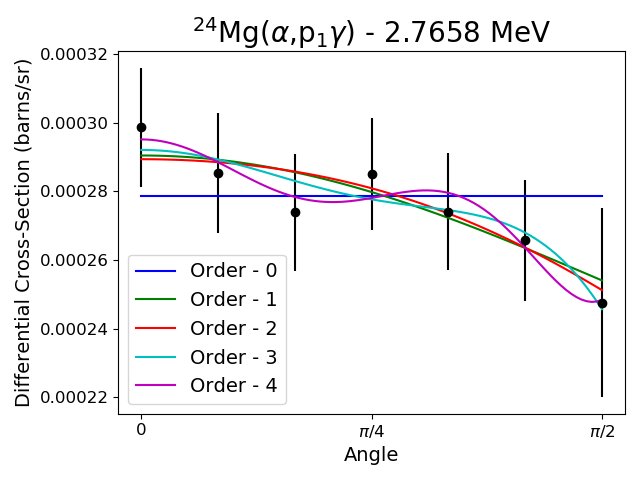 ²⁴Mg(α,p₁γ) - 2.7658 MeV
Differential Cross-Section (barns/sr)
0.00032
0.00030
0.00028
0.00026
0.00024
0.00022
Order - 0
Order - 1
Order - 2
Order - 3
Order - 4
0 π/4 π/2
Angle